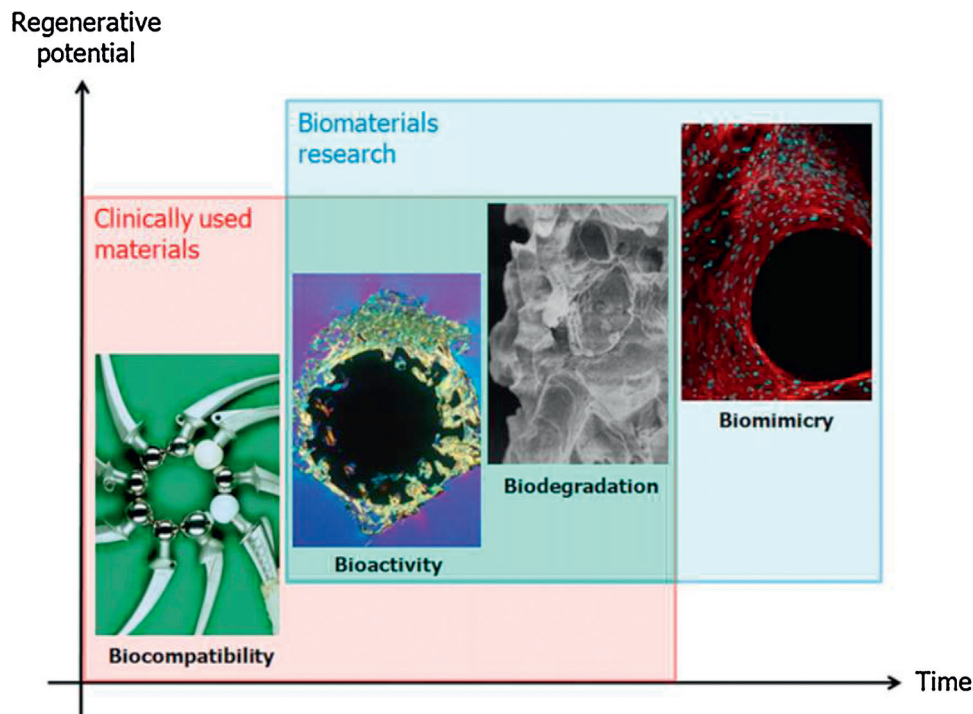 Regenerative
potential
Biomaterials
research
Clinically used
materials
Biomimicry
Biodegradation
Bioactivity
Biocompatibility
Time